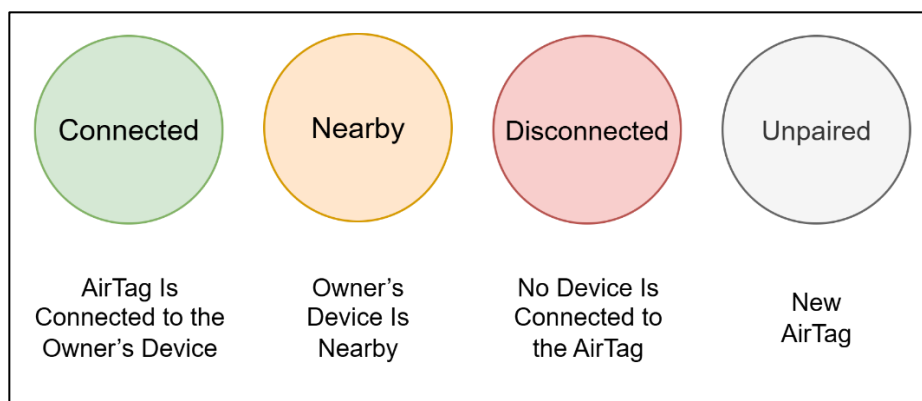 Connected
Nearby
Disconnected
Unpaired
AirTag Is
Connected to the
Owner's Device
Owner's
Device Is
Nearby
No Device Is
Connected to
the AirTag
New
AirTag